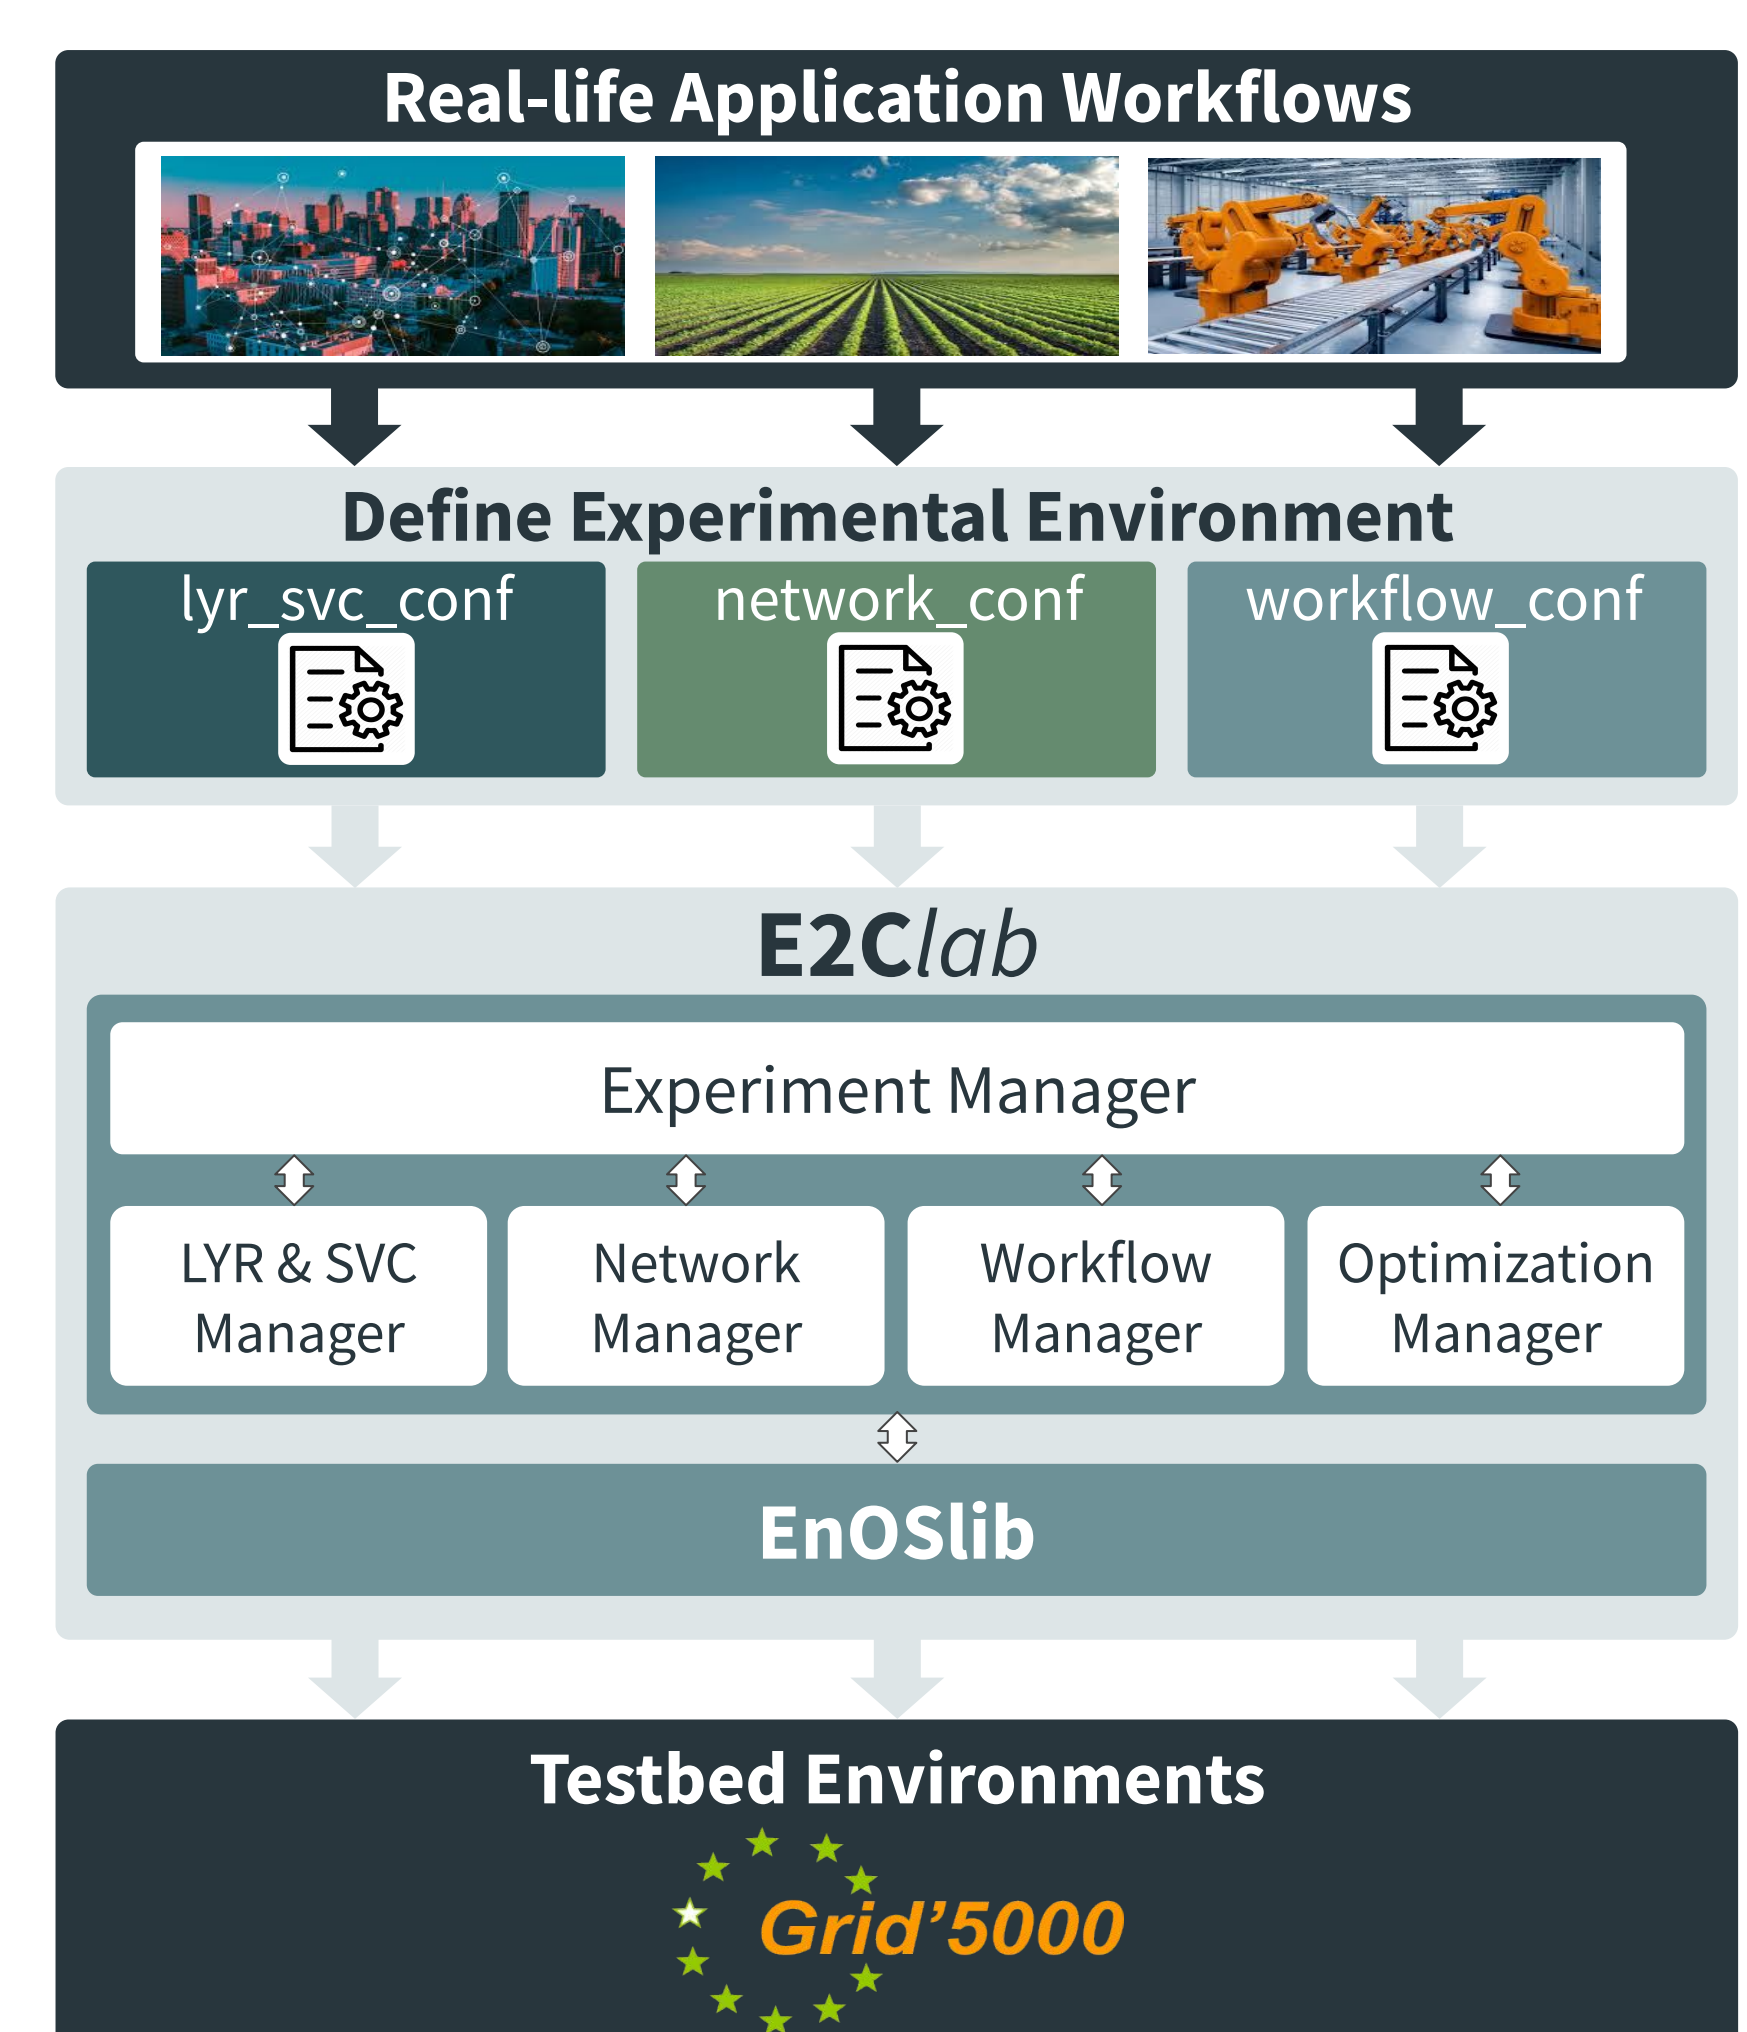 Real-life Application Workflows
Define Experimental Environment
lyr_svc_conf
network_conf
workflow_conf
E2Clab
Experiment Manager
LYR & SVC
Manager
Network
Manager
Workflow
Manager
Optimization
Manager
EnOSlib
Testbed Environments
Grid’5000